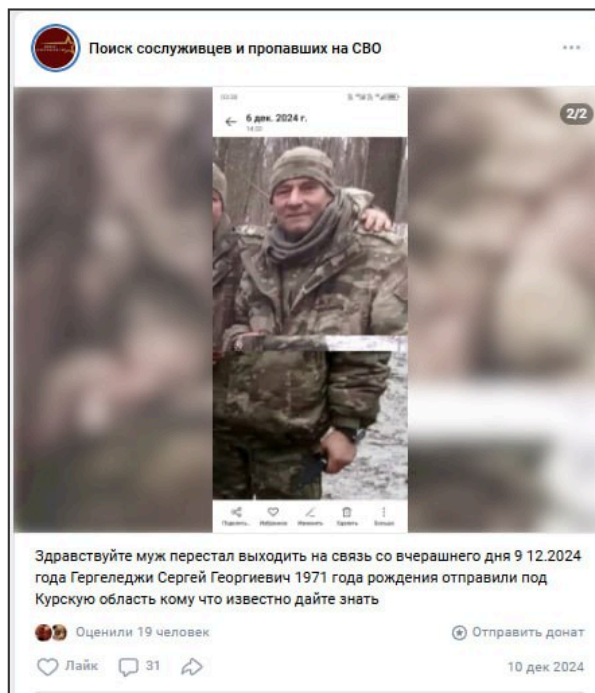 Поиск сослуживцев и пропавших на СВО
2/2
6 дек. 2024 г.
Здравствуйте муж перестал выходить на связь со вчерашнего дня 9 12.2024
года Гергеледжи Сергей Георгиевич 1971 года рождения отправили под
Курскую область кому что известно дайте знать
Оценили 19 человек
Отправить донат
Лайк
31
10 дек 2024